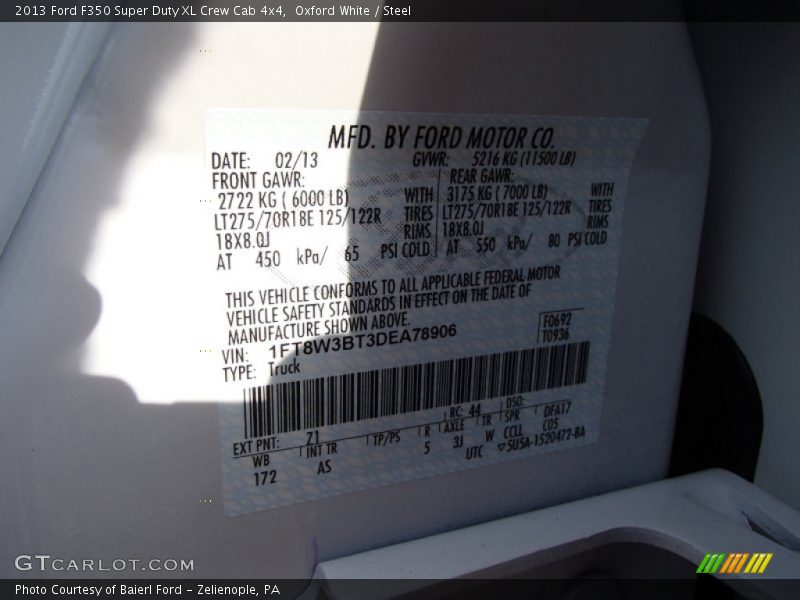 2013 Ford F350 Super Duty XL Crew Cab 4x4, Oxford White / Steel
MFD. BY FORD MOTOR CO.
DATE: 02/13 GVWR: 5216 KG (11500 LB)
FRONT GAWR: REAR GAWR:
2722 KG ( 6000 LB) WITH 3175 KG ( 7000 LB) WITH
LT275/70R18E 125/122R TIRES LT275/70R18E 125/122R TIRES
18X8.0J RIMS 18X8.0J RIMS
AT 450 kPa/ 65 PSI COLD AT 550 kPa/ 80 PSI COLD
THIS VEHICLE CONFORMS TO ALL APPLICABLE FEDERAL MOTOR
VEHICLE SAFETY STANDARDS IN EFFECT ON THE DATE OF
MANUFACTURE SHOWN ABOVE.
VIN: 1FT8W3BT3DEA78906 F0692
TYPE: Truck T0936
EXT PNT: Z1 RC: 44 DSO:
WB INT TR TP/PS R AXLE TR SPR DFA17
172 AS 5 3J W CCLL C05
UTC ▽5U5A-1520472-BA
GTCARLOT.COM
Photo Courtesy of Baierl Ford – Zelienople, PA